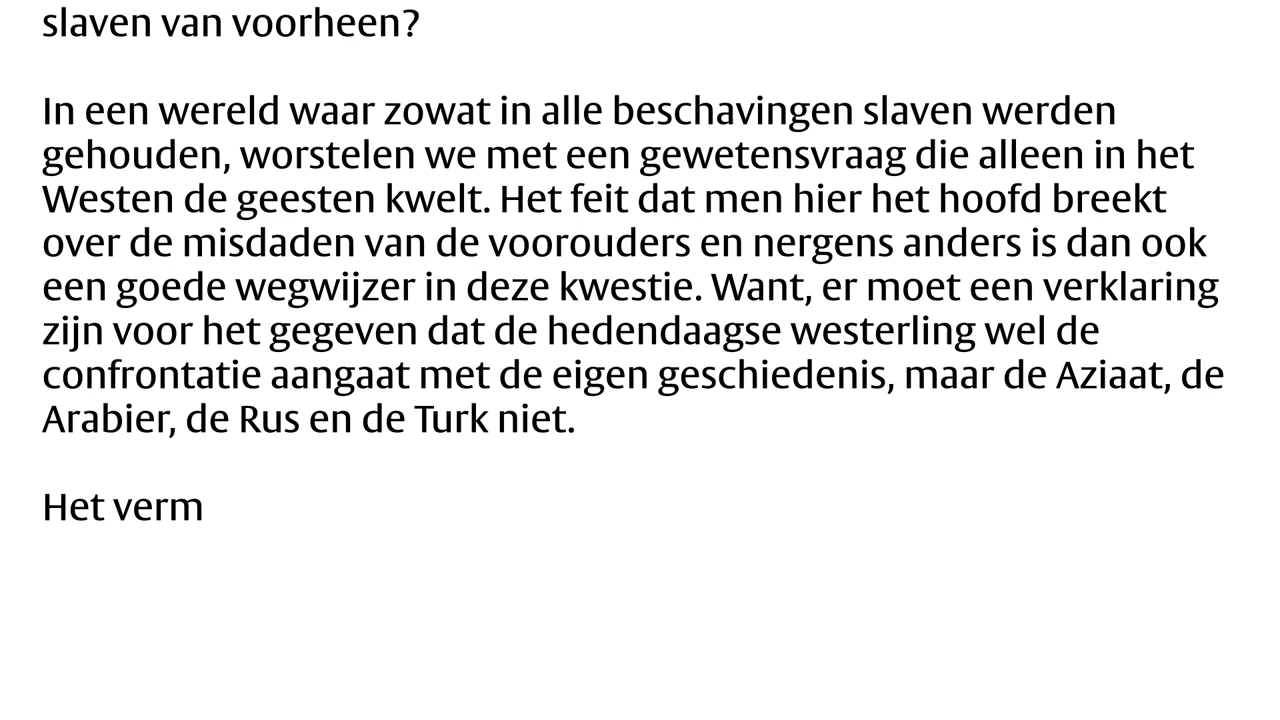 slaven van voorheen?
In een wereld waar zowat in alle beschavingen slaven werden
gehouden, worstelen we met een gewetensvraag die alleen in het
Westen de geesten kwelt. Het feit dat men hier het hoofd breekt
over de misdaden van de voorouders en nergens anders is dan ook
een goede wegwijzer in deze kwestie. Want, er moet een verklaring
zijn voor het gegeven dat de hedendaagse westerling wel de
confrontatie aangaat met de eigen geschiedenis, maar de Aziaat, de
Arabier, de Rus en de Turk niet.
Het verm